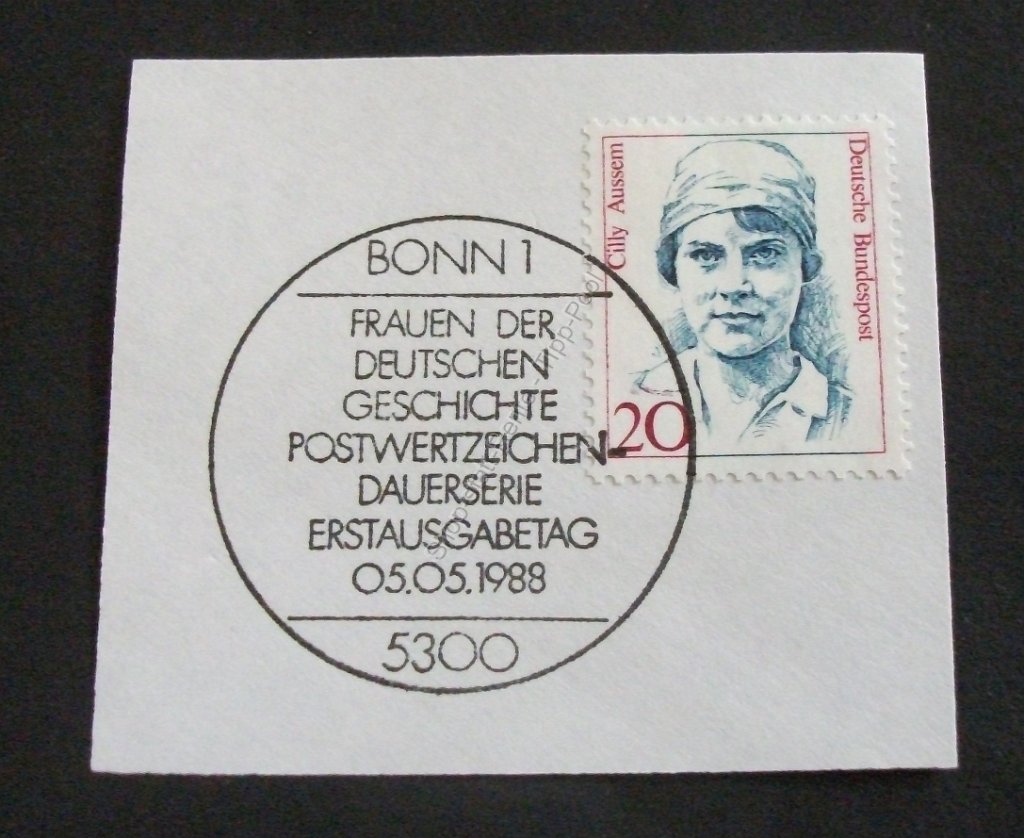 BONN 1
FRAUEN DER
DEUTSCHEN
GESCHICHTE
POSTWERTZEICHEN-
DAUERSERIE
ERSTAUSGABETAG
05.05.1988
5300
Cilly Aussem
Deutsche Bundespost
20